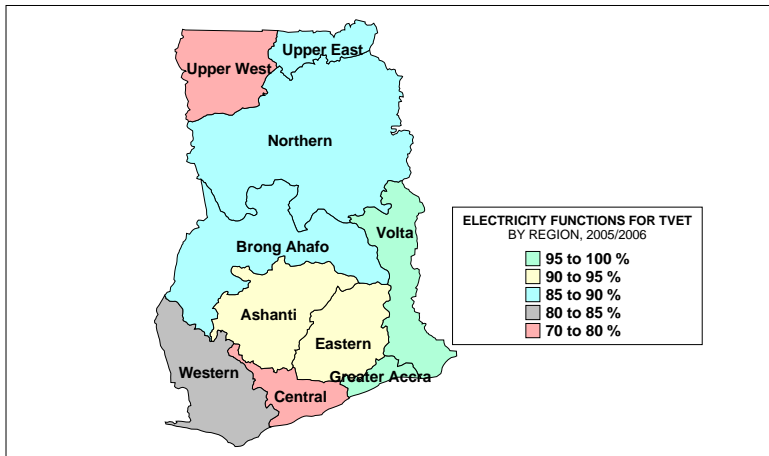 Upper East
Upper West
Northern
Volta
Brong Ahafo
Ashanti
Eastern
Western
Greater Accra
Central
ELECTRICITY FUNCTIONS FOR TVET
BY REGION, 2005/2006
95 to 100 %
90 to 95 %
85 to 90 %
80 to 85 %
70 to 80 %